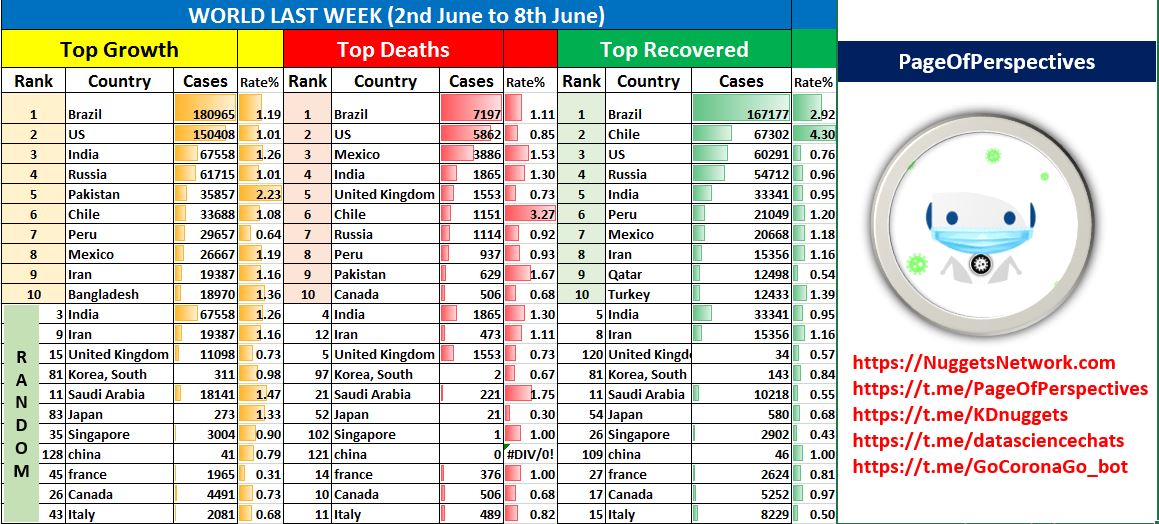 WORLD LAST WEEK (2nd June to 8th June)
Top Growth Top Deaths Top Recovered
Rank Country Cases Rate% Rank Country Cases Rate% Rank Country Cases Rate%
1 Brazil 180965 1.19 1 Brazil 7197 1.11 1 Brazil 167177 2.92
2 US 150408 1.01 2 US 5862 0.85 2 Chile 67302 4.30
3 India 67558 1.26 3 Mexico 3886 1.53 3 US 60291 0.76
4 Russia 61715 1.01 4 India 1865 1.30 4 Russia 54712 0.96
5 Pakistan 35857 2.23 5 United Kingdom 1553 0.73 5 India 33341 0.95
6 Chile 33688 1.08 6 Chile 1151 3.27 6 Peru 21049 1.20
7 Peru 29657 0.64 7 Russia 1114 0.92 7 Mexico 20668 1.18
8 Mexico 26667 1.19 8 Peru 937 0.93 8 Iran 15356 1.16
9 Iran 19387 1.16 9 Pakistan 629 1.67 9 Qatar 12498 0.54
10 Bangladesh 18970 1.36 10 Canada 506 0.68 10 Turkey 12433 1.39
3 India 67558 1.26 4 India 1865 1.30 5 India 33341 0.95
9 Iran 19387 1.16 12 Iran 473 1.11 8 Iran 15356 1.16
15 United Kingdom 11098 0.73 5 United Kingdom 1553 0.73 120 United Kingd 34 0.57
81 Korea, South 311 0.98 97 Korea, South 2 0.67 81 Korea, South 143 0.84
11 Saudi Arabia 18141 1.47 21 Saudi Arabia 221 1.75 11 Saudi Arabia 10218 0.55
83 Japan 273 1.33 52 Japan 21 0.30 54 Japan 580 0.68
35 Singapore 3004 0.90 102 Singapore 1 1.00 26 Singapore 2902 0.43
128 china 41 0.79 121 china 0 #DIV/0! 109 china 46 1.00
45 france 1965 0.31 14 france 376 1.00 27 france 2624 0.81
26 Canada 4491 0.73 10 Canada 506 0.68 17 Canada 5252 0.97
43 Italy 2081 0.68 11 Italy 489 0.82 15 Italy 8229 0.50
RANDOM
PageOfPerspectives
https://NuggetsNetwork.com
https://t.me/PageOfPerspectives
https://t.me/KDnuggets
https://t.me/datasciencechats
https://t.me/GoCoronaGo_bot